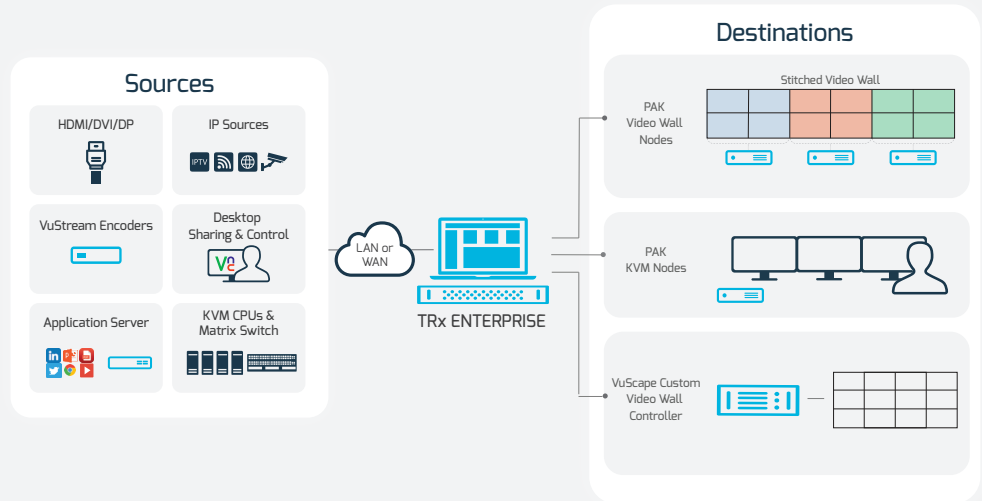 Sources
HDMI/DVI/DP
IP Sources
IPTV
VuStream Encoders
Desktop
Sharing & Control
Vnc
Application Server
in
KVM CPUs &
Matrix Switch
LAN or
WAN
TRx ENTERPRISE
Destinations
PAK
Video Wall
Nodes
Stitched Video Wall
PAK
KVM Nodes
VuScape Custom
Video Wall
Controller